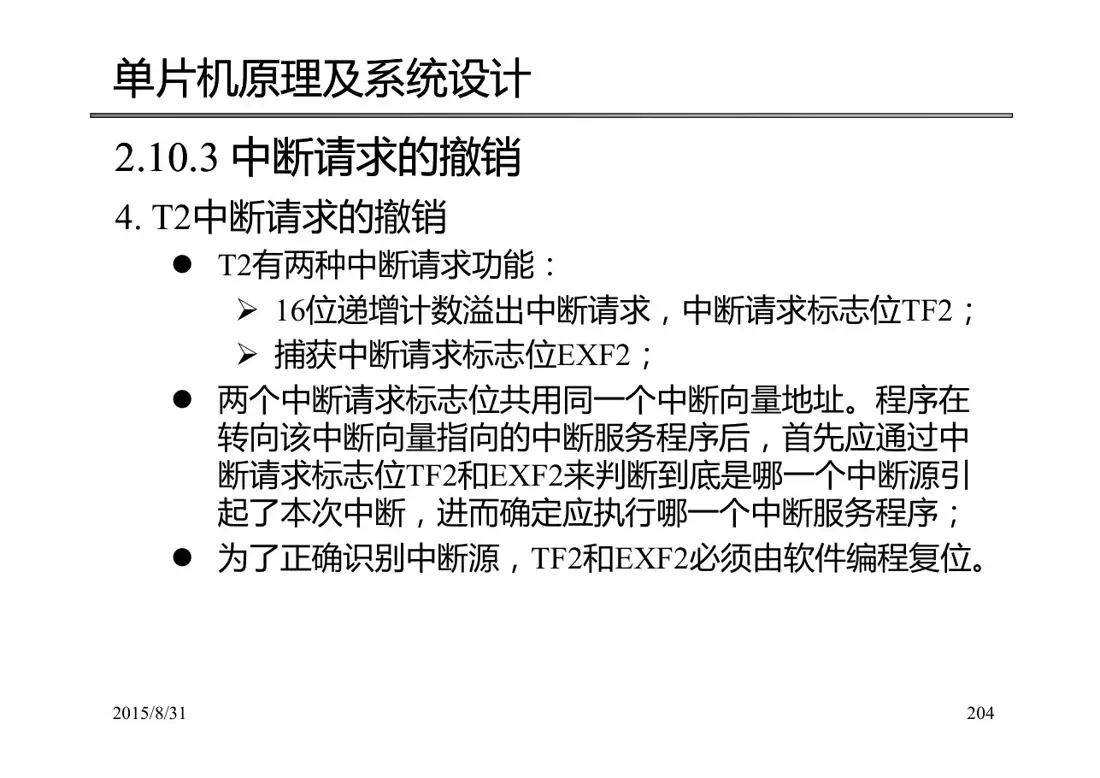 单片机原理及系统设计
2.10.3 中断请求的撤销
4. T2中断请求的撤销
● T2有两种中断请求功能：
➢ 16位递增计数溢出中断请求，中断请求标志位TF2；
➢ 捕获中断请求标志位EXF2；
● 两个中断请求标志位共用同一个中断向量地址。程序在
转向该中断向量指向的中断服务程序后，首先应通过中
断请求标志位TF2和EXF2来判断到底是哪一个中断源引
起了本次中断，进而确定应执行哪一个中断服务程序；
● 为了正确识别中断源，TF2和EXF2必须由软件编程复位。
2015/8/31
204